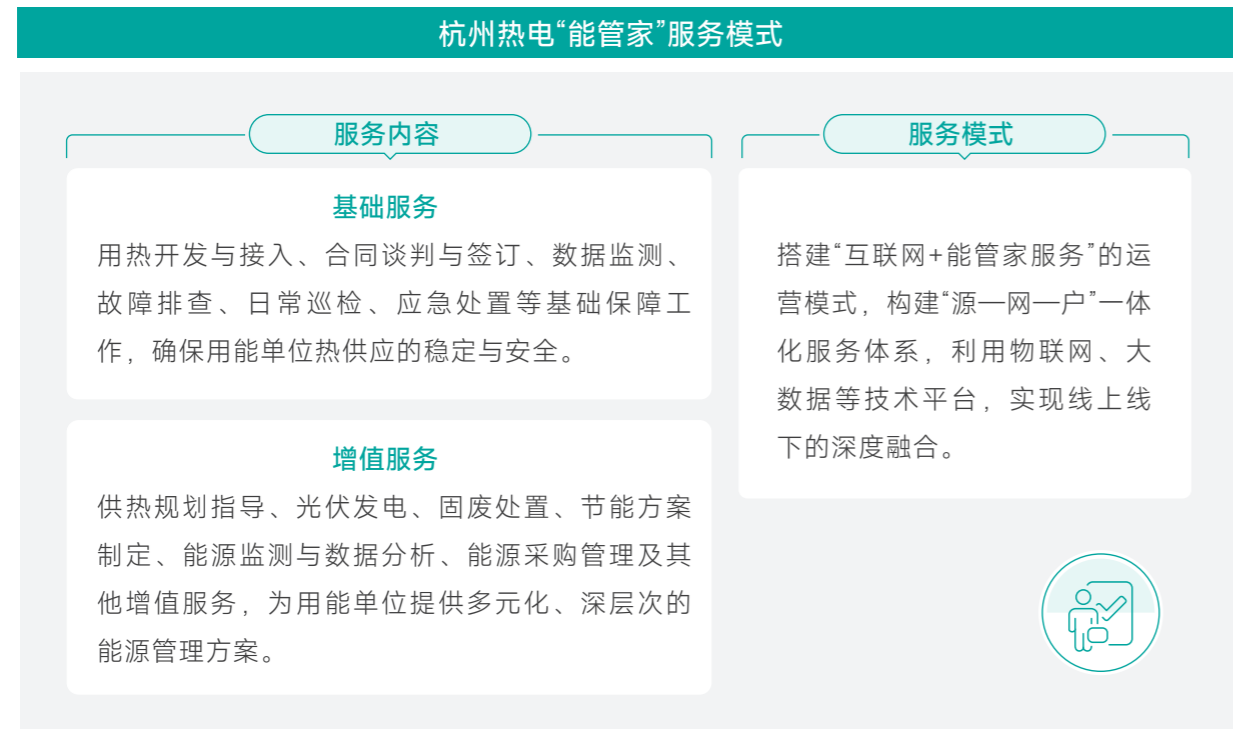 杭州热电“能管家”服务模式
服务内容
基础服务
用热开发与接入、合同谈判与签订、数据监测、
故障排查、日常巡检、应急处置等基础保障工
作，确保用能单位热供应的稳定与安全。
增值服务
供热规划指导、光伏发电、固废处置、节能方案
制定、能源监测与数据分析、能源采购管理及其
他增值服务，为用能单位提供多元化、深层次的
能源管理方案。
服务模式
搭建“互联网+能管家服务”的运
营模式，构建“源—网—户”一体
化服务体系，利用物联网、大
数据等技术平台，实现线上线
下的深度融合。